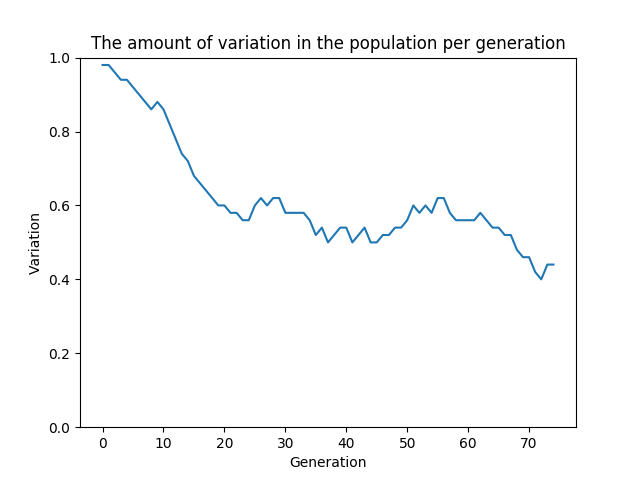 The amount of variation in the population per generation
1.0
0.8
0.6
0.4
0.2
0.0
Variation
0 10 20 30 40 50 60 70
Generation